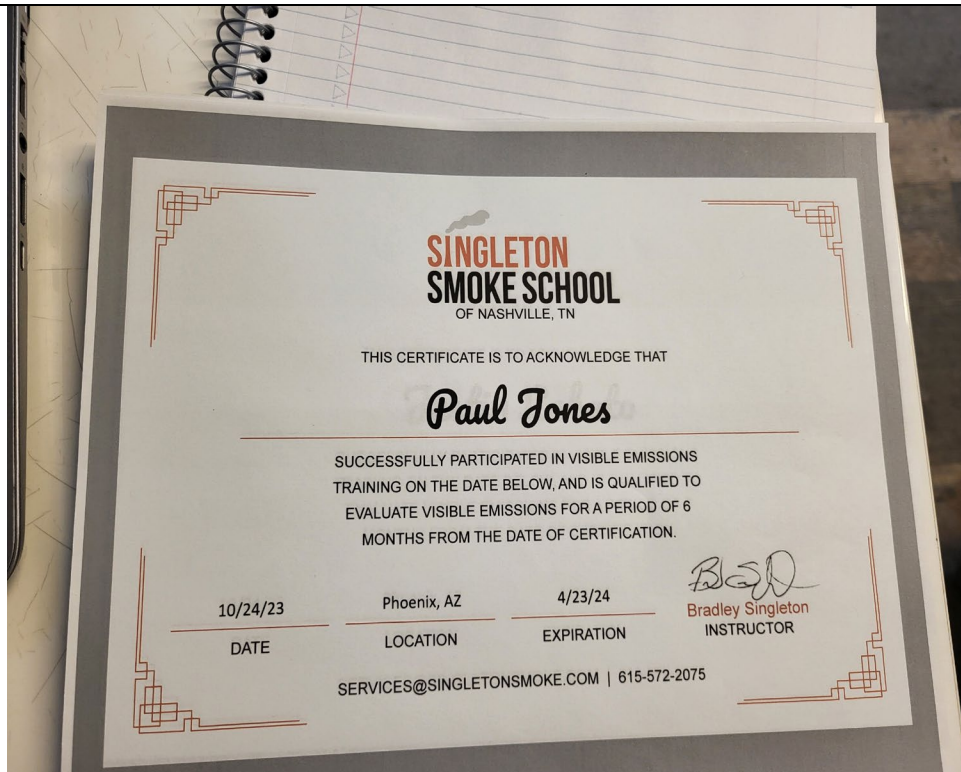 SINGLETON
SMOKE SCHOOL
OF NASHVILLE, TN
THIS CERTIFICATE IS TO ACKNOWLEDGE THAT
Paul Jones
SUCCESSFULLY PARTICIPATED IN VISIBLE EMISSIONS
TRAINING ON THE DATE BELOW, AND IS QUALIFIED TO
EVALUATE VISIBLE EMISSIONS FOR A PERIOD OF 6
MONTHS FROM THE DATE OF CERTIFICATION.
10/24/23
DATE
Phoenix, AZ
LOCATION
4/23/24
EXPIRATION
Bradley Singleton
INSTRUCTOR
SERVICES@SINGLETONSMOKE.COM | 615-572-2075